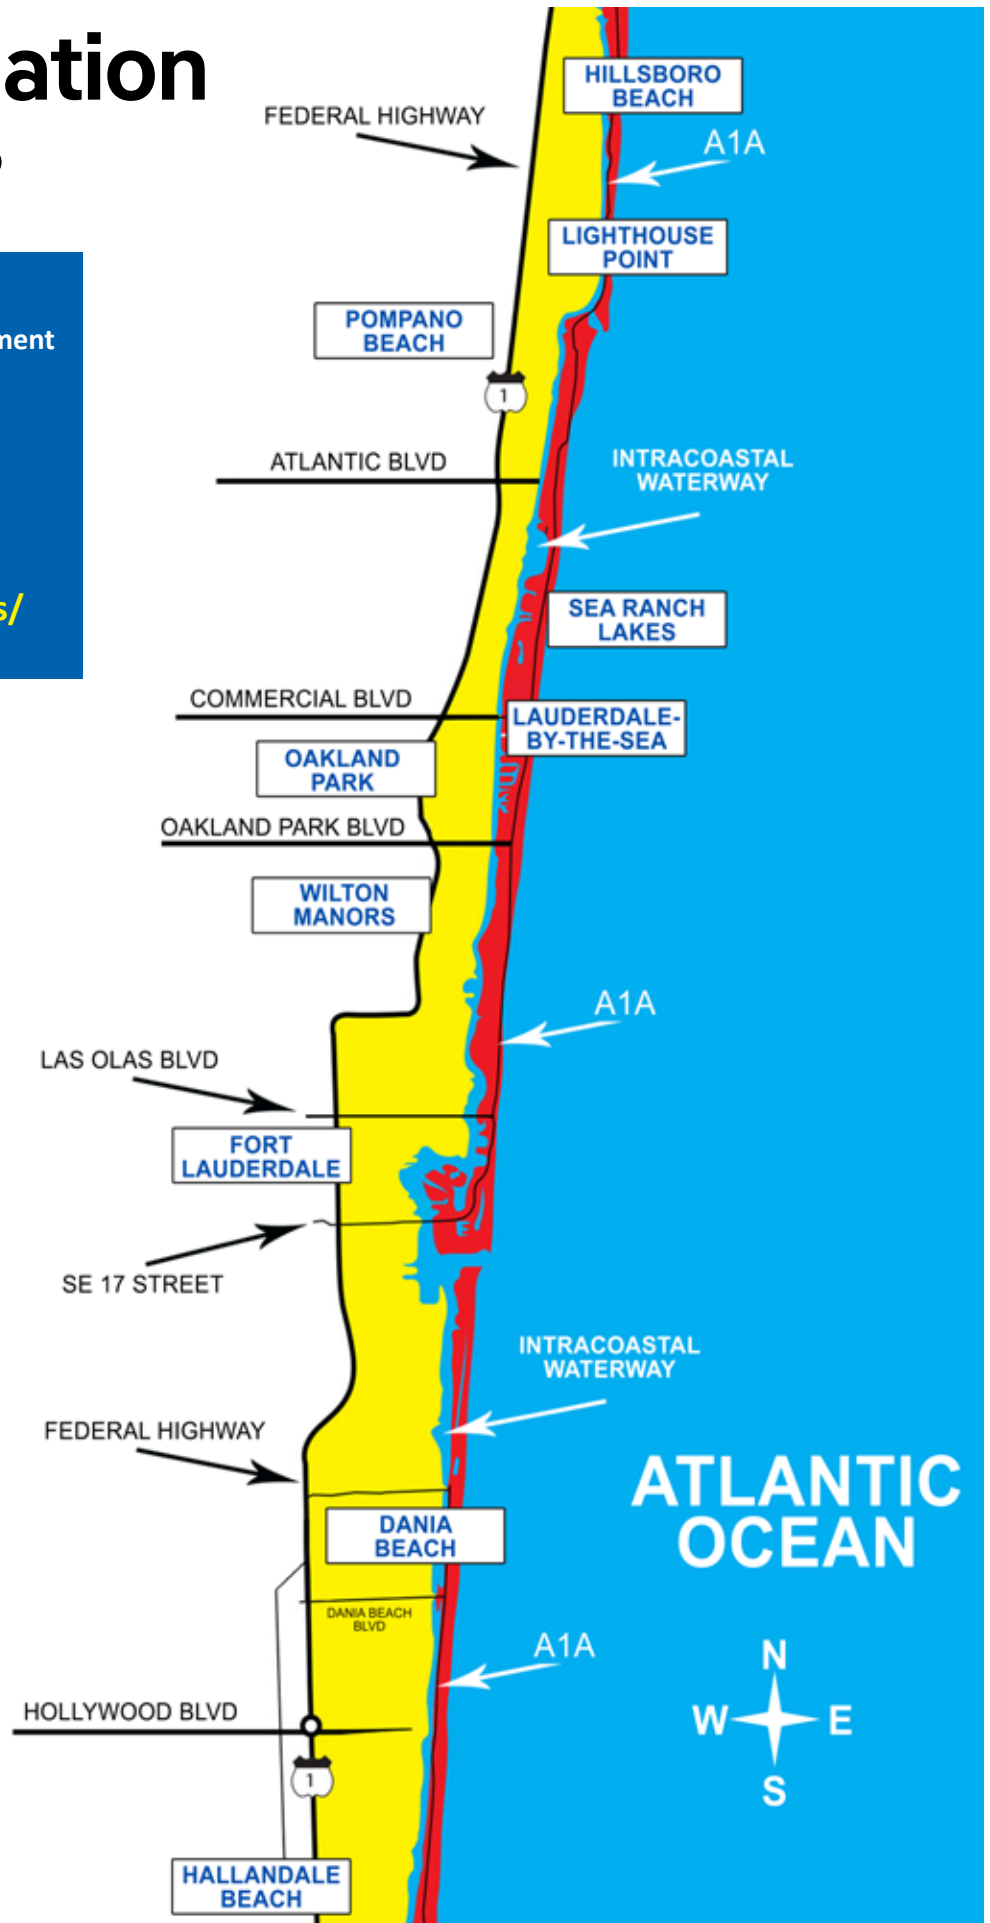 ation
ment
s/
HILLSBORO
BEACH
FEDERAL HIGHWAY
A1A
LIGHTHOUSE
POINT
POMPANO
BEACH
1
ATLANTIC BLVD
INTRACOASTAL
WATERWAY
SEA RANCH
LAKES
COMMERCIAL BLVD
LAUDERDALE-
BY-THE-SEA
OAKLAND
PARK
OAKLAND PARK BLVD
WILTON
MANORS
A1A
LAS OLAS BLVD
FORT
LAUDERDALE
SE 17 STREET
INTRACOASTAL
WATERWAY
FEDERAL HIGHWAY
ATLANTIC
OCEAN
DANIA
BEACH
DANIA BEACH
BLVD
A1A
N
W E
S
HOLLYWOOD BLVD
1
HALLANDALE
BEACH